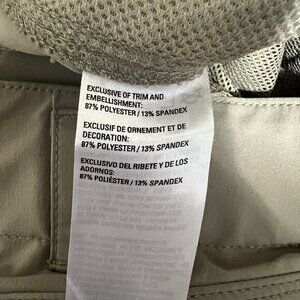 EXCLUSIVE OF TRIM AND
EMBELLISHMENT:
87% POLYESTER / 13% SPANDEX
EXCLUSIF DE ORNEMENT ET DE
DECORATION:
87% POLYESTER / 13% SPANDEX
EXCLUSIVO DEL RIBETE Y DE LOS
ADORNOS:
87% POLIÉSTER / 13% SPANDEX